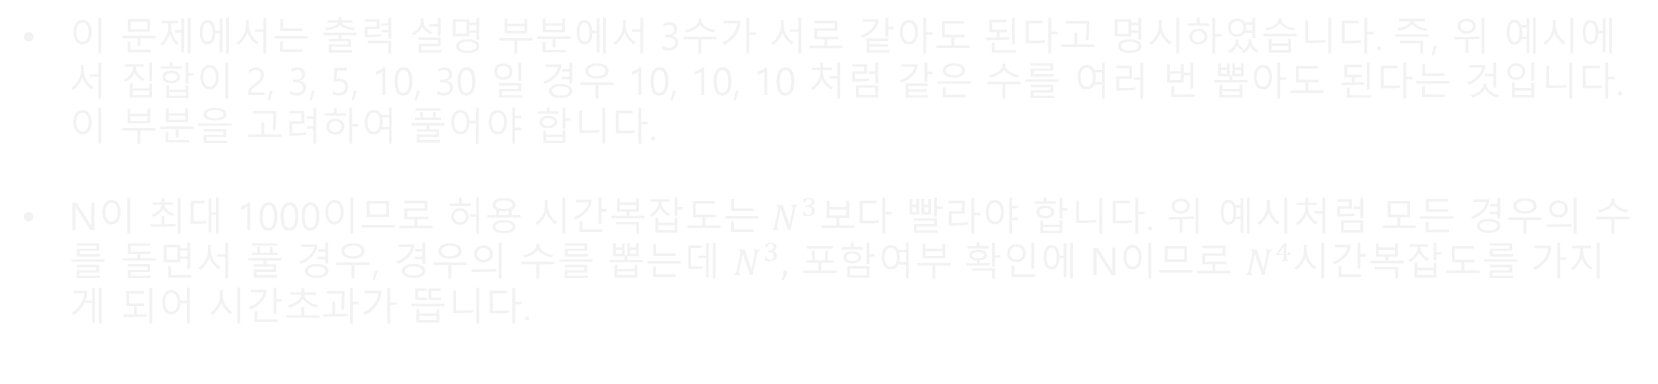 • 이 문제에서는 출력 설명 부분에서 3수가 서로 같아도 된다고 명시하였습니다. 즉, 위 예시에
서 집합이 2, 3, 5, 10, 30 일 경우 10, 10, 10 처럼 같은 수를 여러 번 뽑아도 된다는 것입니다.
이 부분을 고려하여 풀어야 합니다.
• N이 최대 1000이므로 허용 시간복잡도는 N³보다 빨라야 합니다. 위 예시처럼 모든 경우의 수
를 돌면서 풀 경우, 경우의 수를 뽑는데 N³, 포함여부 확인에 N이므로 N⁴시간복잡도를 가지
게 되어 시간초과가 뜹니다.